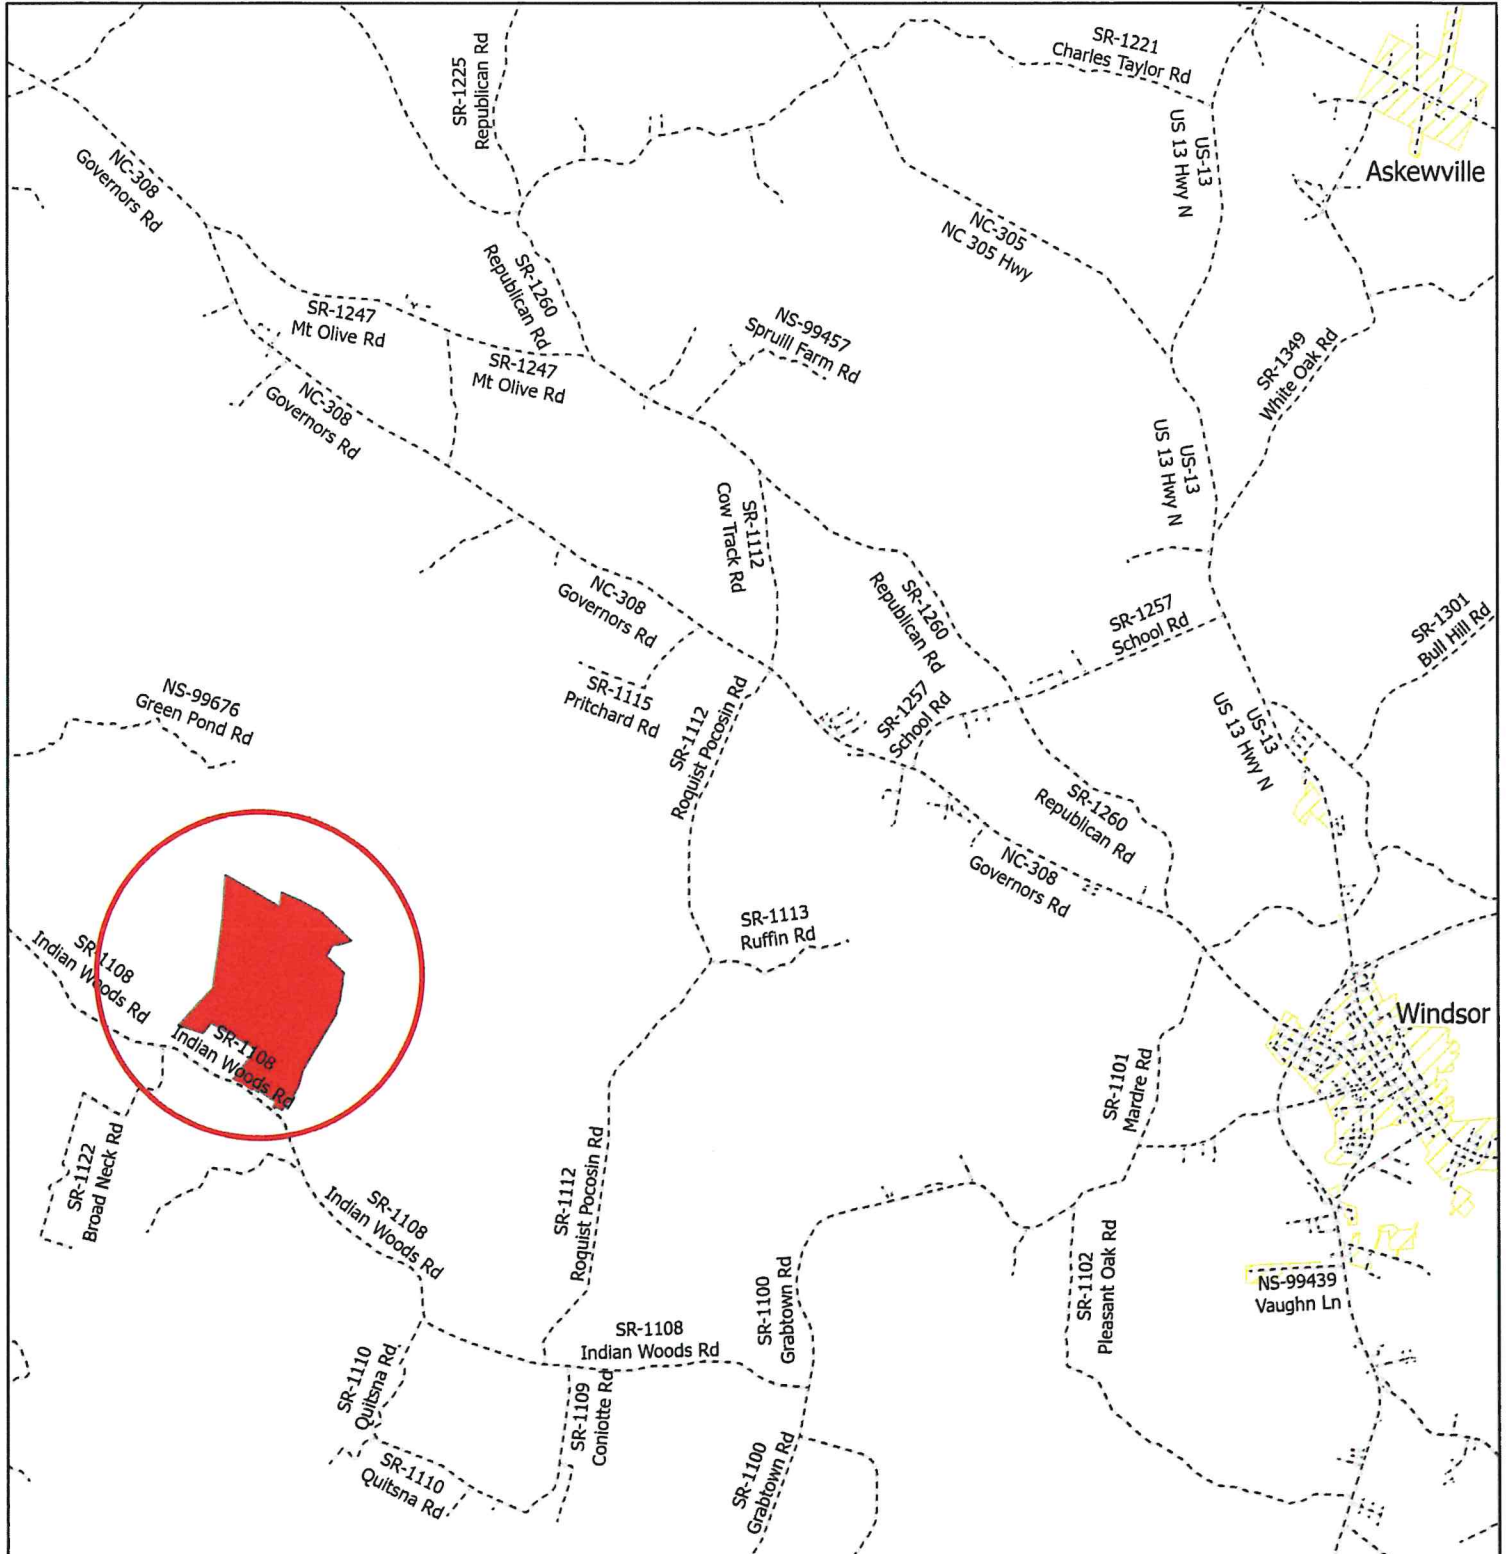 SR-1221
Charles Taylor Rd
SR-1225
Republican Rd
US-13
US 13 Hwy N
Askewville
NC-308
Governors Rd
NC-305
NC 305 Hwy
SR-1260
Republican Rd
SR-1247
Mt Olive Rd
NS-99457
Spruill Farm Rd
SR-1349
White Oak Rd
SR-1247
Mt Olive Rd
NC-308
Governors Rd
US-13
US 13 Hwy N
SR-1112
Cow Track Rd
NC-308
Governors Rd
SR-1260
Republican Rd
SR-1257
School Rd
SR-1301
Bull Hill Rd
NS-99676
Green Pond Rd
SR-1115
Pritchard Rd
SR-1112
Roquist Pocosin Rd
SR-1257
School Rd
US-13
US 13 Hwy N
SR-1260
Republican Rd
NC-308
Governors Rd
SR-1113
Ruffin Rd
SR-1108
Indian Woods Rd
Windsor
SR-1108
Indian Woods Rd
SR-1101
Mardre Rd
SR-1122
Broad Neck Rd
SR-1112
Roquist Pocosin Rd
SR-1108
Indian Woods Rd
SR-1102
Pleasant Oak Rd
NS-99439
Vaughn Ln
SR-1100
Grabtown Rd
SR-1108
Indian Woods Rd
SR-1110
Quitsna Rd
SR-1109
Coniotte Rd
SR-1110
Quitsna Rd
SR-1100
Grabtown Rd